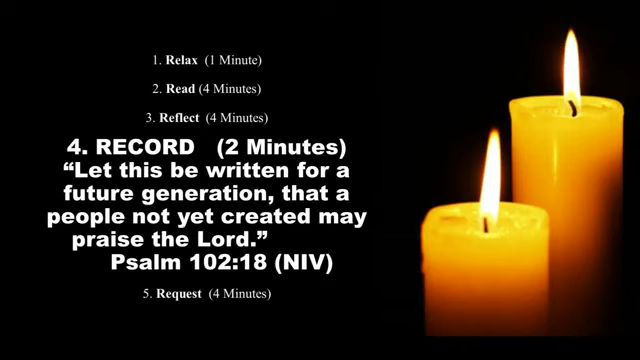 1. Relax (1 Minute)
2. Read (4 Minutes)
3. Reflect (4 Minutes)
4. RECORD (2 Minutes)
“Let this be written for a
future generation, that a
people not yet created may
praise the Lord.”
Psalm 102:18 (NIV)
5. Request (4 Minutes)